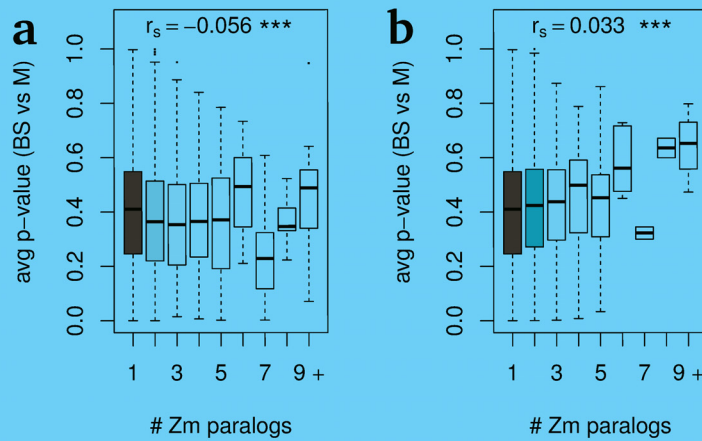 a
r_s = −0.056 ***
avg p−value (BS vs M)
1.0
0.8
0.6
0.4
0.2
0.0
1 3 5 7 9 +
# Zm paralogs
b
r_s = 0.033 ***
avg p−value (BS vs M)
1.0
0.8
0.6
0.4
0.2
0.0
1 3 5 7 9 +
# Zm paralogs